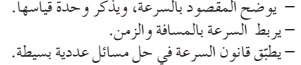 – يوضح المقصود بالسرعة، ويذكر وحدة قياسها.
– يربط السرعة بالمسافة والزمن.
– يطبّق قانون السرعة في حل مسائل عددية بسيطة.